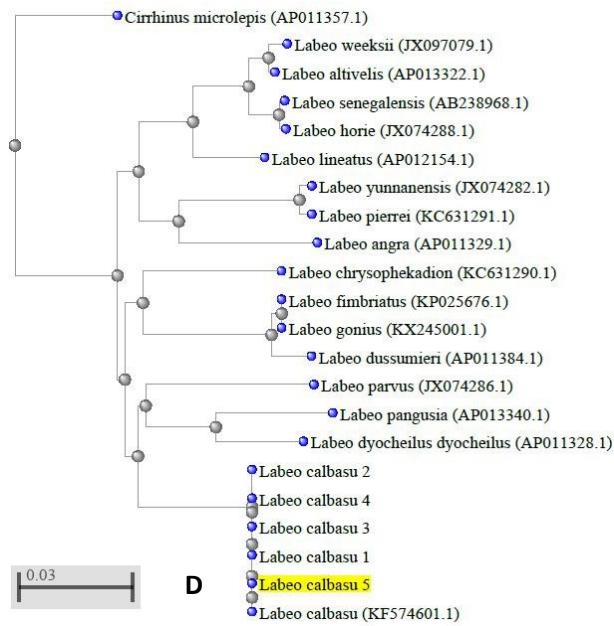 Cirrhinus microlepis (AP011357.1)
Labeo weeksii (JX097079.1)
Labeo altivelis (AP013322.1)
Labeo senegalensis (AB238968.1)
Labeo horie (JX074288.1)
Labeo lineatus (AP012154.1)
Labeo yunnanensis (JX074282.1)
Labeo pierrei (KC631291.1)
Labeo angra (AP011329.1)
Labeo chrysophekadion (KC631290.1)
Labeo fimbriatus (KP025676.1)
Labeo gonius (KX245001.1)
Labeo dussumieri (AP011384.1)
Labeo parvus (JX074286.1)
Labeo pangusia (AP013340.1)
Labeo dyocheilus dyocheilus (AP011328.1)
Labeo calbasu 2
Labeo calbasu 4
Labeo calbasu 3
Labeo calbasu 1
Labeo calbasu 5
Labeo calbasu (KF574601.1)
0.03
D